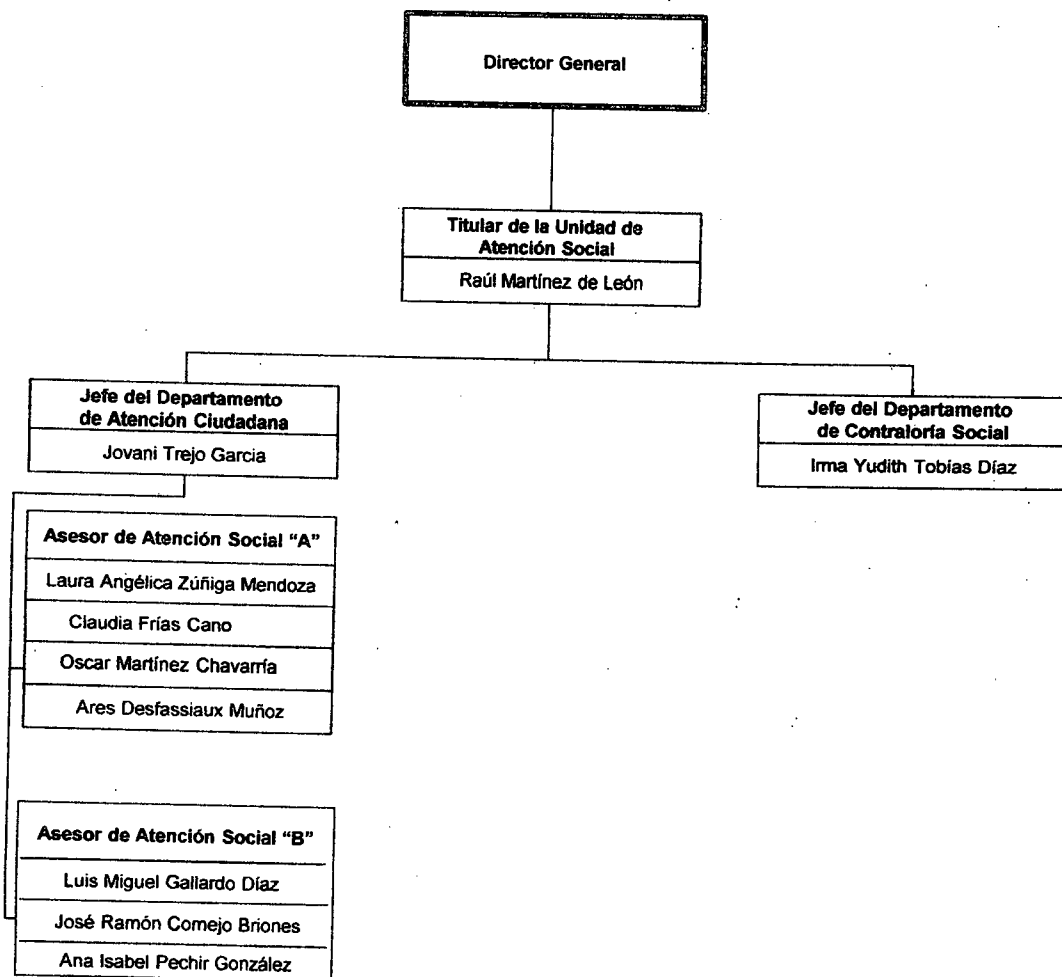 Director General
Titular de la Unidad de
Atención Social
Raúl Martínez de León
Jefe del Departamento
de Atención Ciudadana
Jovani Trejo Garcia
Jefe del Departamento
de Contraloría Social
Irma Yudith Tobías Díaz
Asesor de Atención Social “A”
Laura Angélica Zúñiga Mendoza
Claudia Frías Cano
Oscar Martínez Chavarría
Ares Desfassiaux Muñoz
Asesor de Atención Social “B”
Luis Miguel Gallardo Díaz
José Ramón Cornejo Briones
Ana Isabel Pechir González